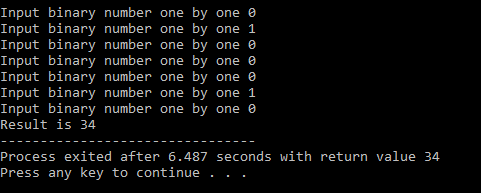 Input binary number one by one 0
Input binary number one by one 1
Input binary number one by one 0
Input binary number one by one 0
Input binary number one by one 0
Input binary number one by one 1
Input binary number one by one 0
Result is 34
--------------------------------
Process exited after 6.487 seconds with return value 34
Press any key to continue . . .